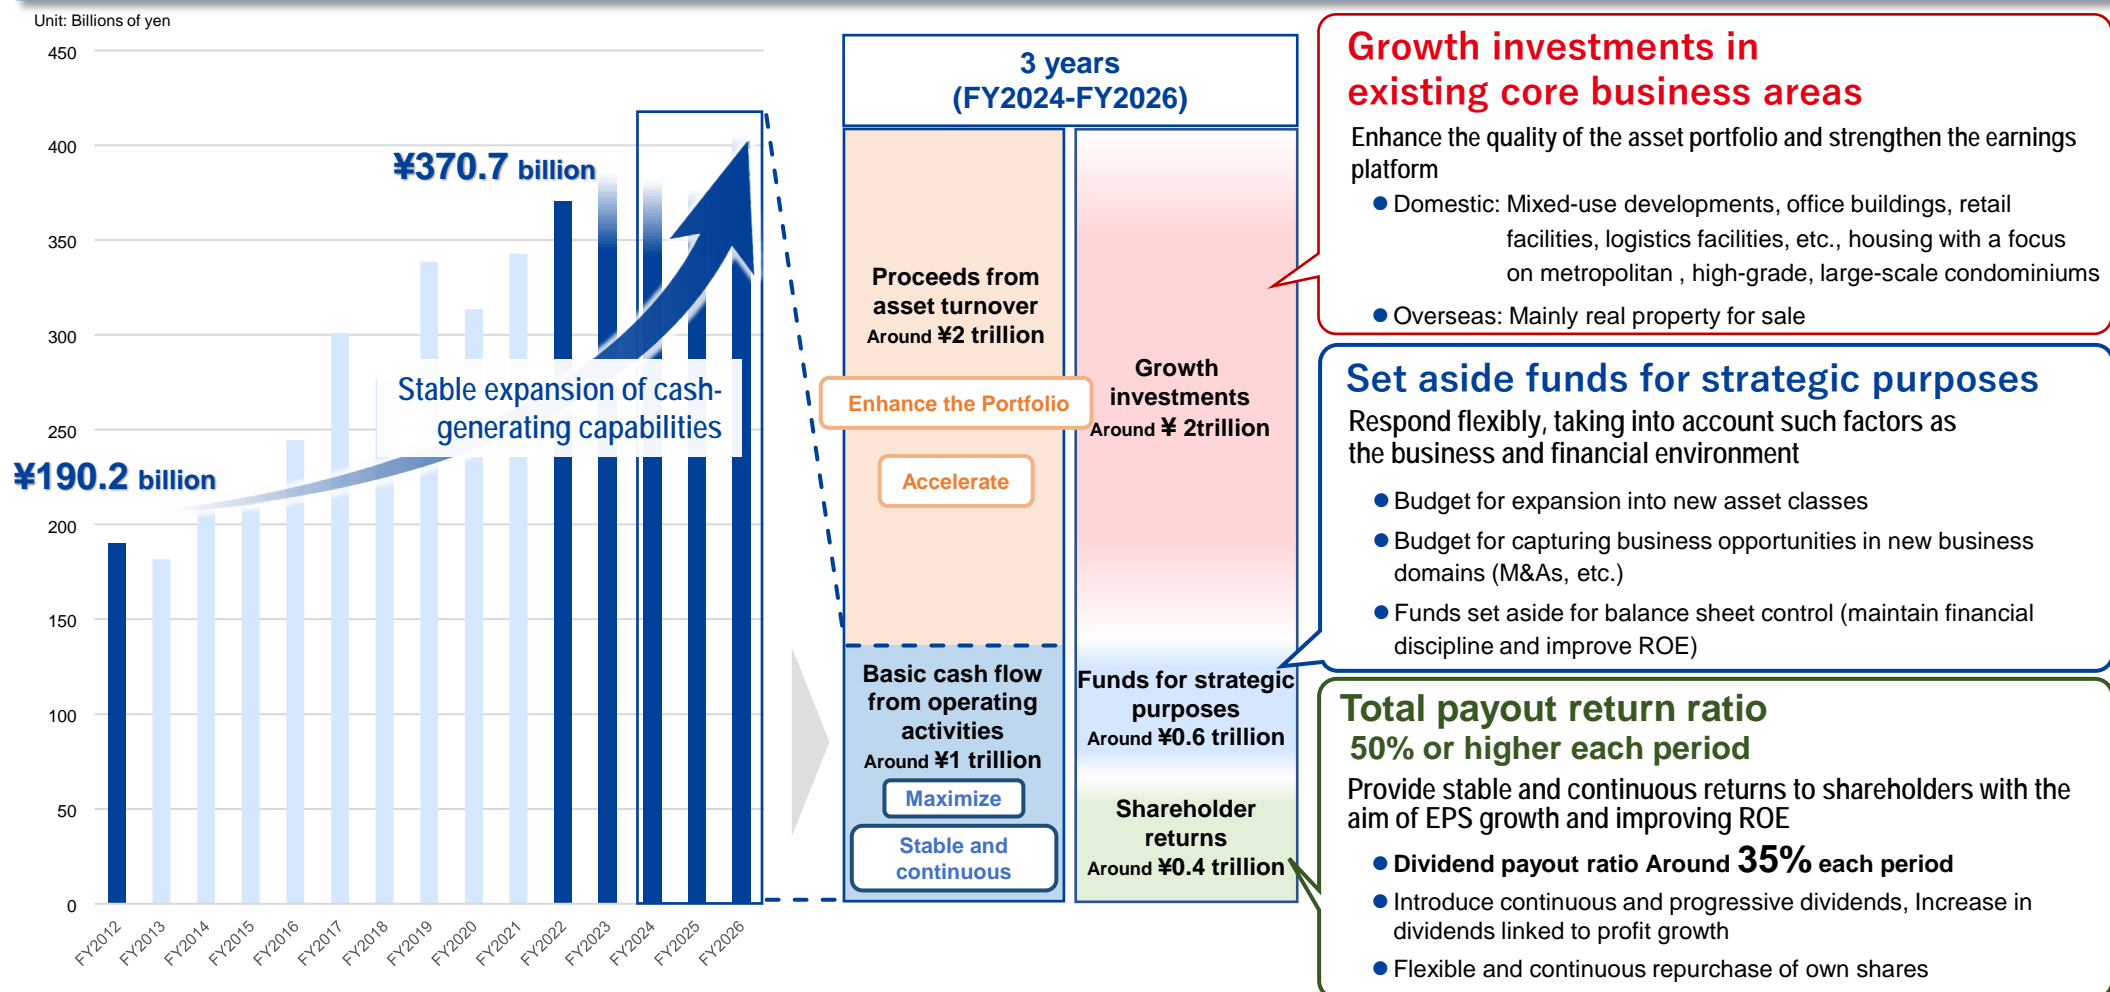 Unit: Billions of yen
450
400
350
300
250
200
150
100
50
0
¥190.2 billion
¥370.7 billion
Stable expansion of cash-
generating capabilities
FY2012
FY2013
FY2014
FY2015
FY2016
FY2017
FY2018
FY2019
FY2020
FY2021
FY2022
FY2023
FY2024
FY2025
FY2026
3 years
(FY2024-FY2026)
Proceeds from
asset turnover
Around ¥2 trillion
Enhance the Portfolio
Accelerate
Basic cash flow
from operating
activities
Around ¥1 trillion
Maximize
Stable and
continuous
Growth
investments
Around ¥ 2trillion
Funds for strategic
purposes
Around ¥0.6 trillion
Shareholder
returns
Around ¥0.4 trillion
Growth investments in
existing core business areas
Enhance the quality of the asset portfolio and strengthen the earnings
platform
● Domestic: Mixed-use developments, office buildings, retail
facilities, logistics facilities, etc., housing with a focus
on metropolitan , high-grade, large-scale condominiums
● Overseas: Mainly real property for sale
Set aside funds for strategic purposes
Respond flexibly, taking into account such factors as
the business and financial environment
● Budget for expansion into new asset classes
● Budget for capturing business opportunities in new business
domains (M&As, etc.)
● Funds set aside for balance sheet control (maintain financial
discipline and improve ROE)
Total payout return ratio
50% or higher each period
Provide stable and continuous returns to shareholders with the
aim of EPS growth and improving ROE
● Dividend payout ratio Around 35% each period
● Introduce continuous and progressive dividends, Increase in
dividends linked to profit growth
● Flexible and continuous repurchase of own shares